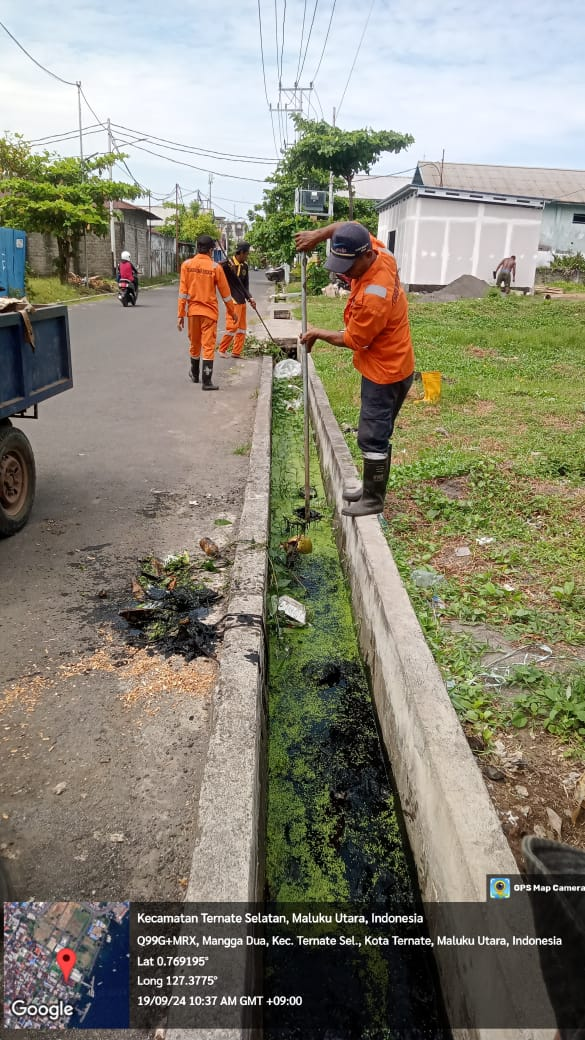 GPS Map Camera
Kecamatan Ternate Selatan, Maluku Utara, Indonesia
Q99G+MRX, Mangga Dua, Kec. Ternate Sel., Kota Ternate, Maluku Utara, Indonesia
Lat 0.769195°
Long 127.3775°
19/09/24 10:37 AM GMT +09:00
Google